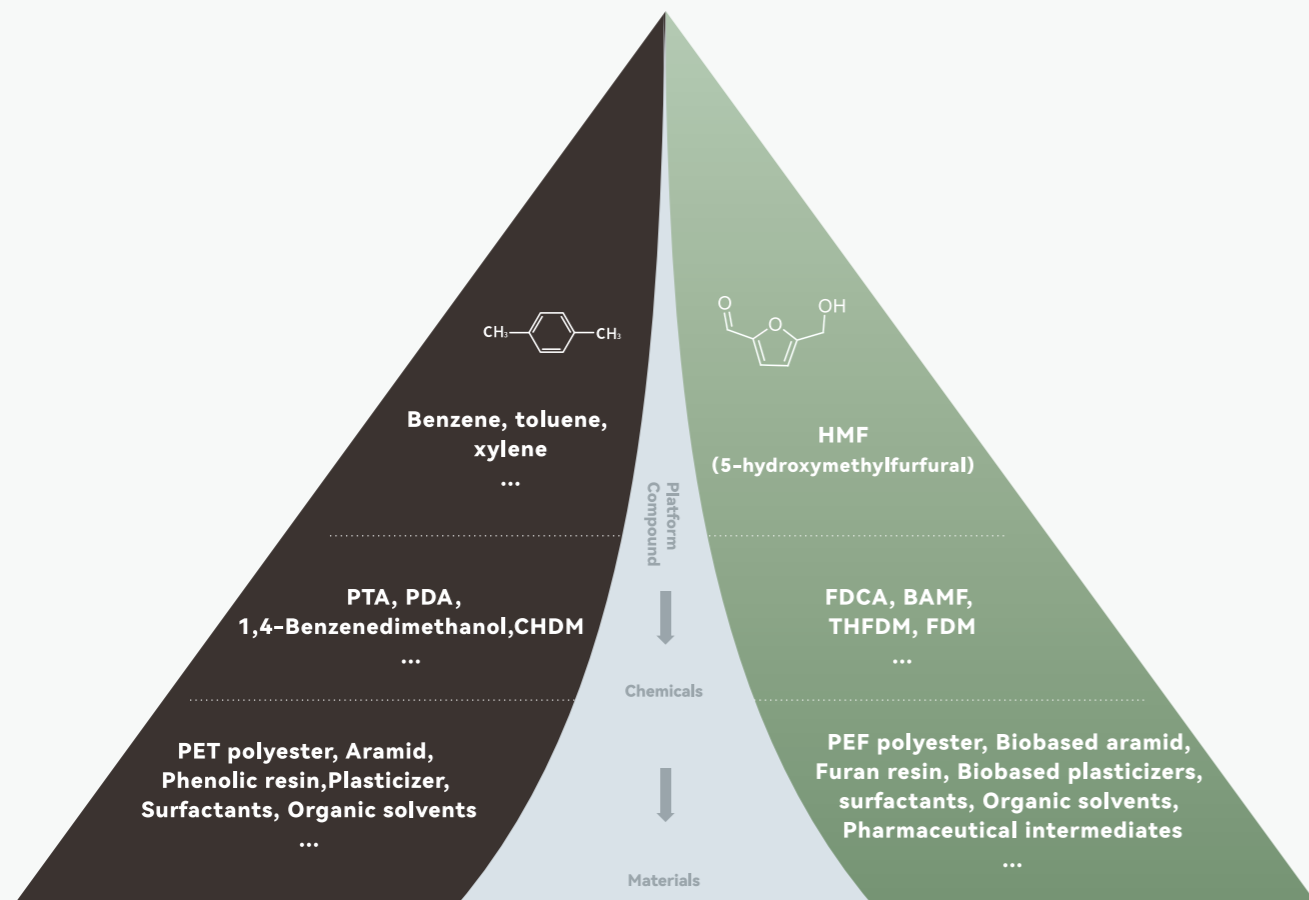 CH₃
CH₃
Benzene, toluene,
xylene
...
O
O
OH
HMF
(5-hydroxymethylfurfural)
Platform
Compound
PTA, PDA,
1,4-Benzenedimethanol,CHDM
...
FDCA, BAMF,
THFDM, FDM
...
Chemicals
PET polyester, Aramid,
Phenolic resin,Plasticizer,
Surfactants, Organic solvents
...
PEF polyester, Biobased aramid,
Furan resin, Biobased plasticizers,
surfactants, Organic solvents,
Pharmaceutical intermediates
...
Materials